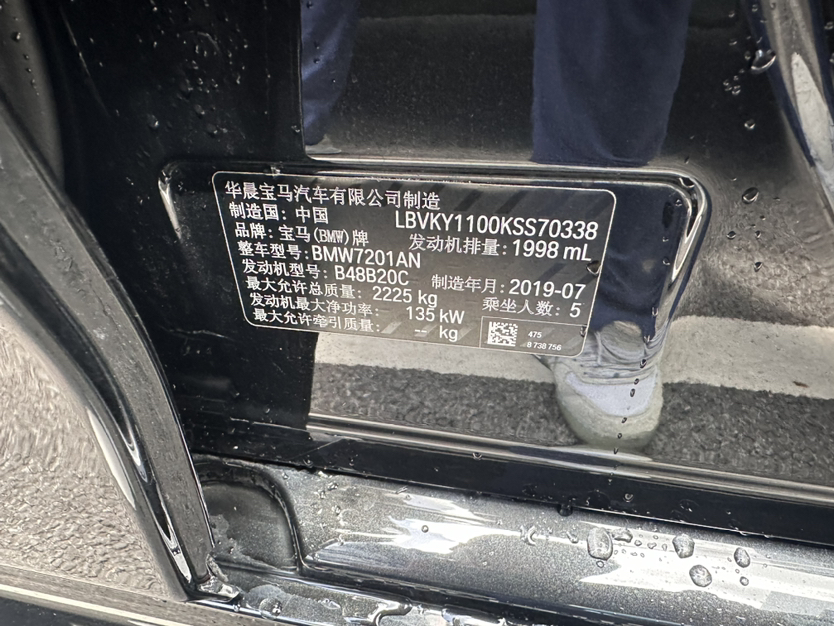 华晨宝马汽车有限公司制造
制造国：中国 LBVKY1100KSS70338
品牌：宝马(BMW)牌 发动机排量：1998 mL
整车型号：BMW7201AN
发动机型号：B48B20C 制造年月：2019-07
最大允许总质量：2225 kg 乘坐人数：5
发动机最大净功率：135 kW
最大允许牵引质量：-- kg
475
8 738 756